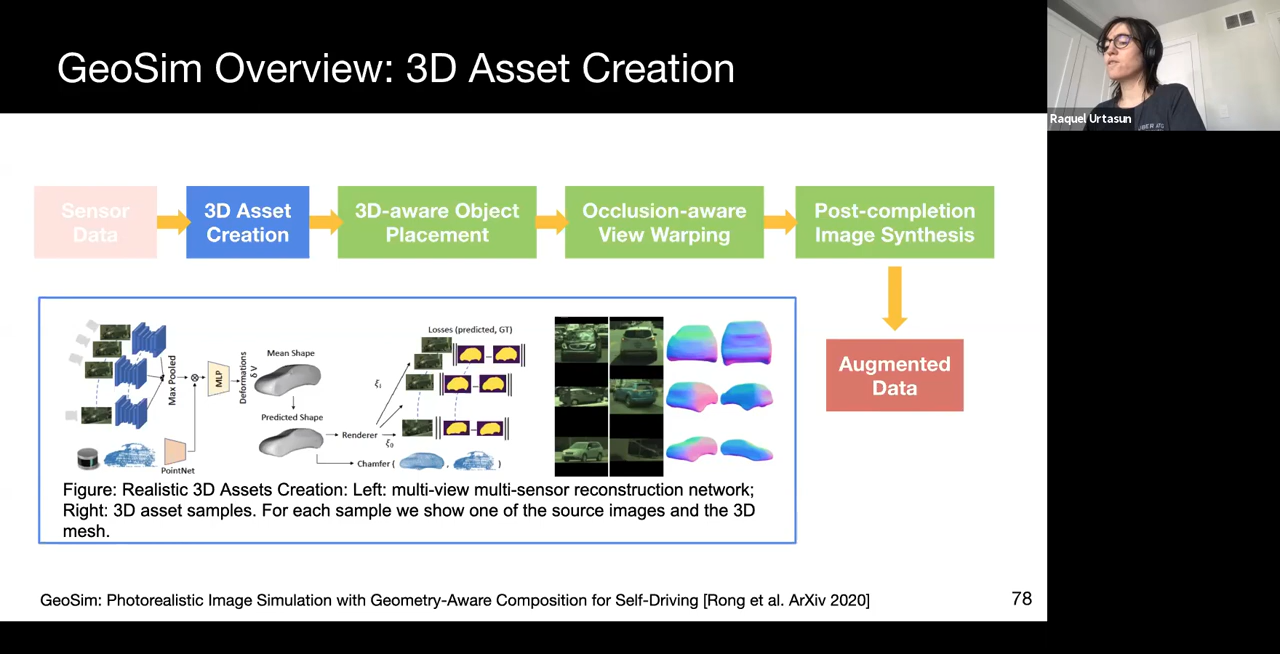 GeoSim Overview: 3D Asset Creation
Raquel Urtasun
UBER ATG
Sensor
Data
3D Asset
Creation
3D-aware Object
Placement
Occlusion-aware
View Warping
Post-completion
Image Synthesis
Augmented
Data
Max Pooled
MLP
Deformations
δ V
Mean Shape
Predicted Shape
Renderer
ξi
ξ0
Losses (predicted, GT)
PointNet
Chamfer ( , )
Figure: Realistic 3D Assets Creation: Left: multi-view multi-sensor reconstruction network;
Right: 3D asset samples. For each sample we show one of the source images and the 3D
mesh.
GeoSim: Photorealistic Image Simulation with Geometry-Aware Composition for Self-Driving [Rong et al. ArXiv 2020]
78